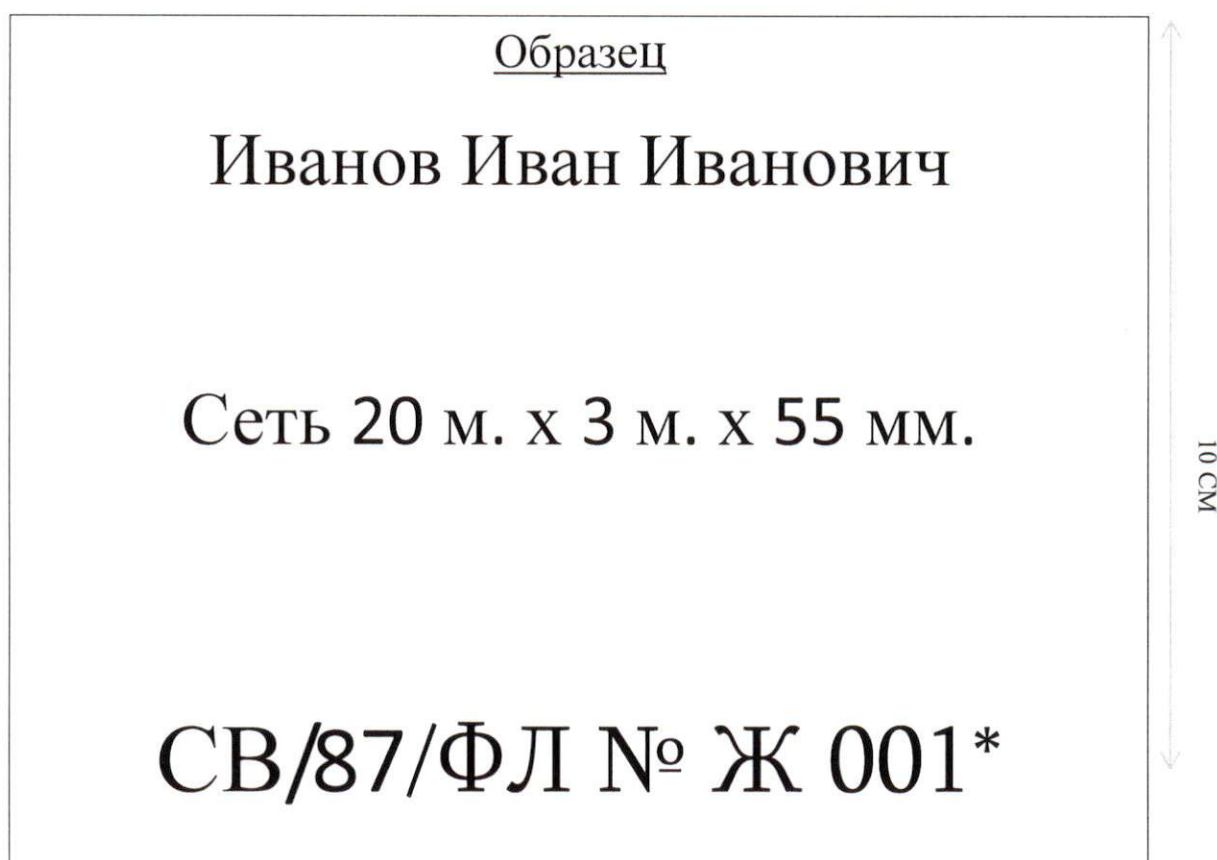 Образец
Иванов Иван Иванович
Сеть 20 м. х 3 м. х 55 мм.
10 СМ
СВ/87/ФЛ № Ж 001*